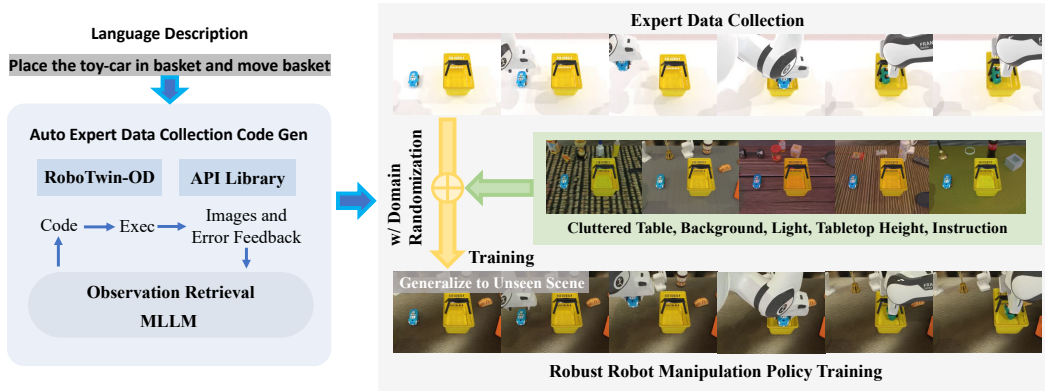 Language Description
Place the toy-car in basket and move basket
Auto Expert Data Collection Code Gen
RoboTwin-OD
API Library
Code
Exec
Images and
Error Feedback
Observation Retrieval
MLLM
Expert Data Collection
w/ Domain
Randomization
Cluttered Table, Background, Light, Tabletop Height, Instruction
Training
Generalize to Unseen Scene
Robust Robot Manipulation Policy Training